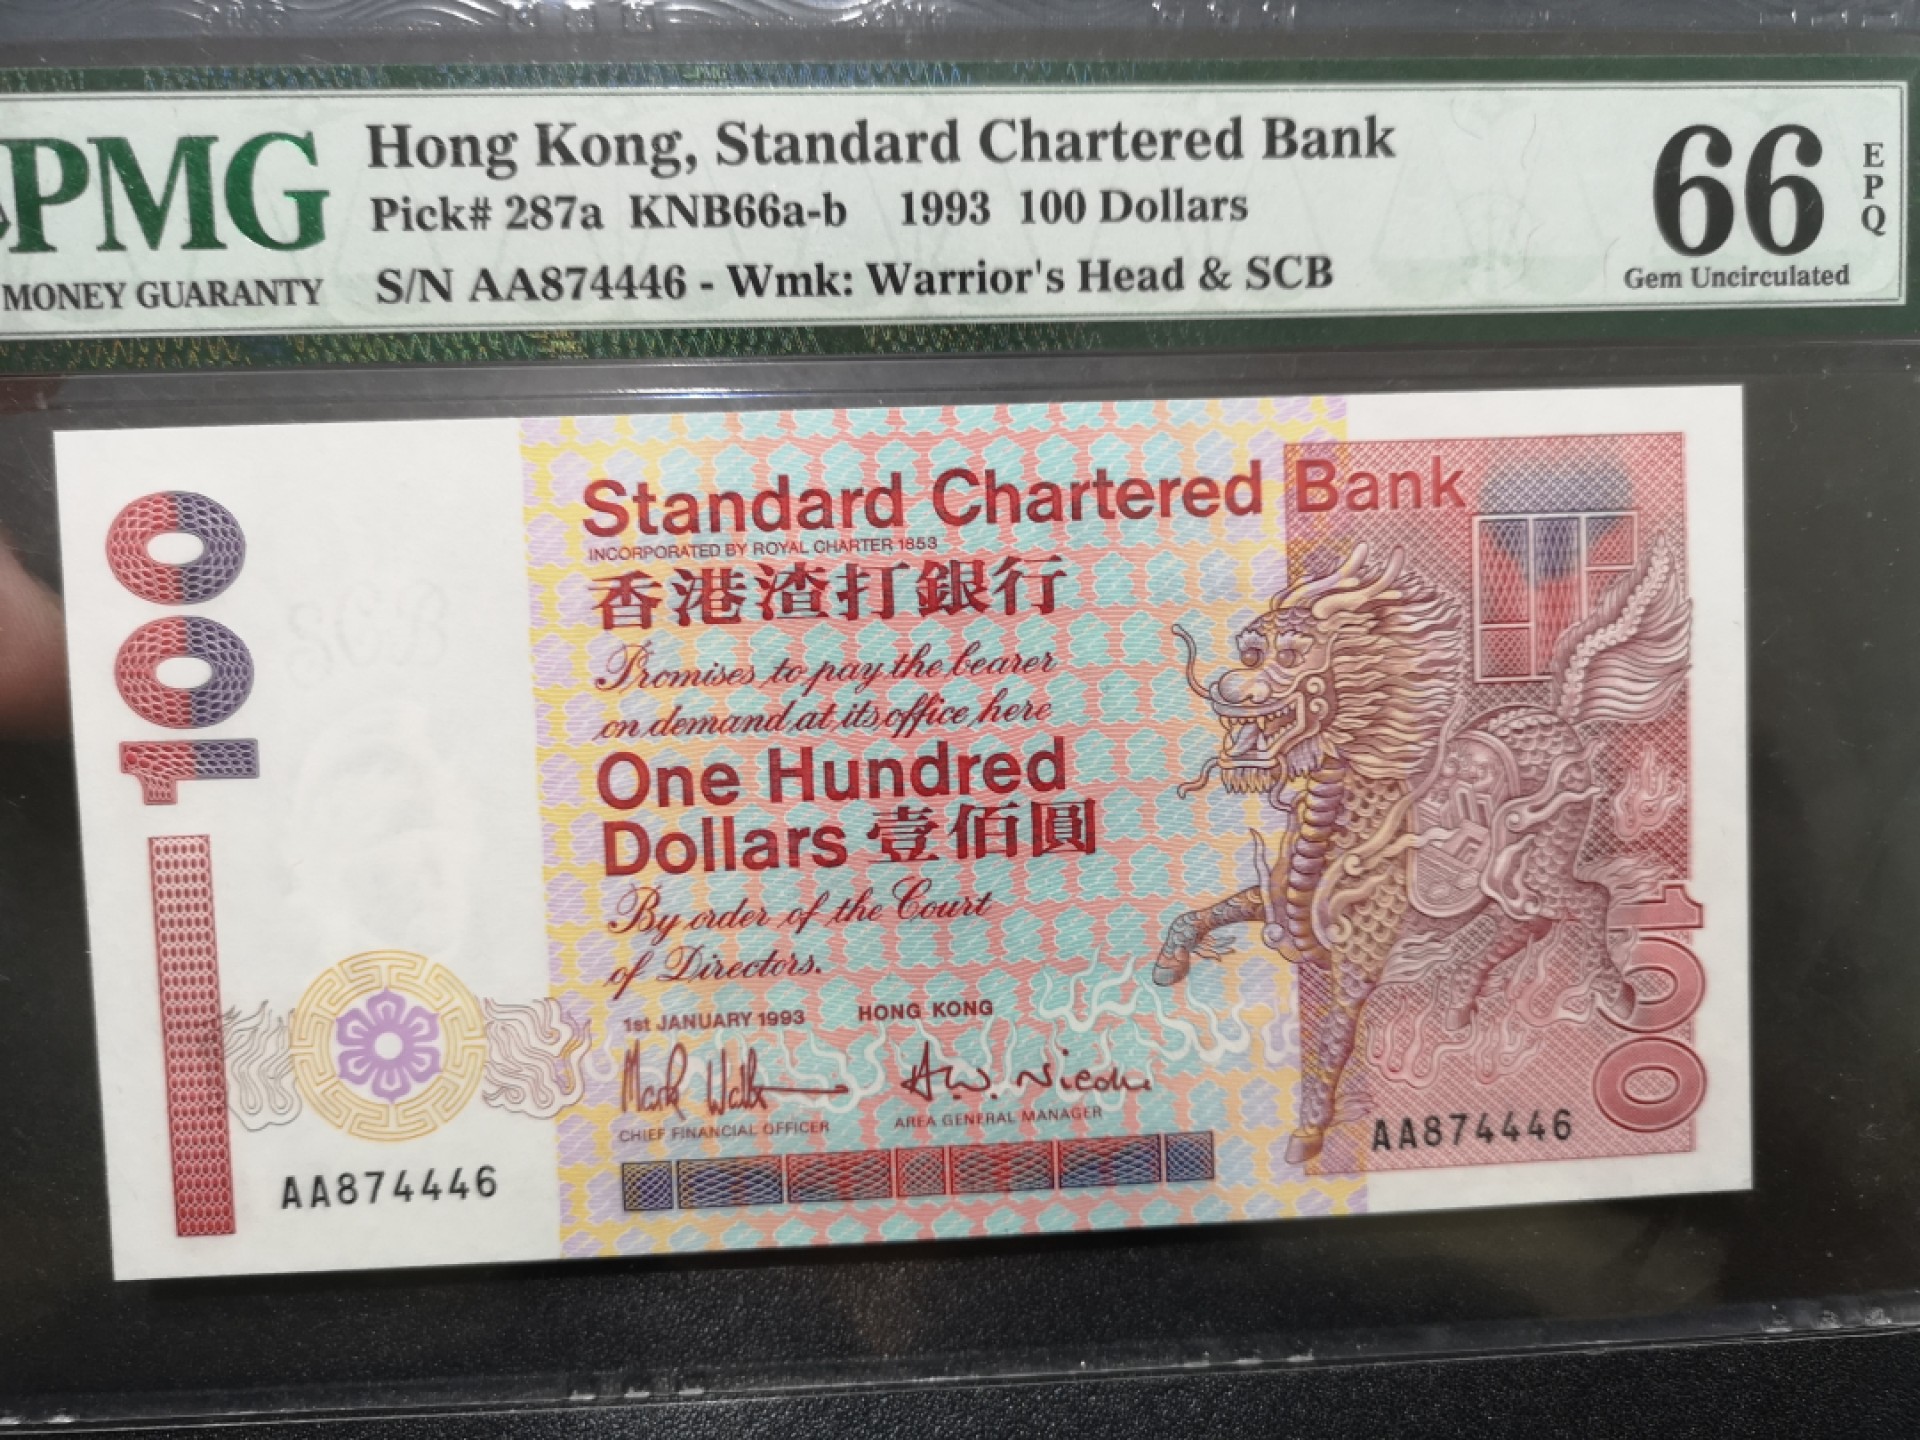 PMG
MONEY GUARANTY
Hong Kong, Standard Chartered Bank
Pick# 287a KNB66a-b 1993 100 Dollars
S/N AA874446 - Wmk: Warrior's Head & SCB
66 EPQ
Gem Uncirculated
100
Standard Chartered Bank
INCORPORATED BY ROYAL CHARTER 1853
香港渣打銀行
Promises to pay the bearer
on demand at its office here
One Hundred
Dollars 壹佰圓
By order of the Court
of Directors.
1st JANUARY 1993 HONG KONG
Mark
CHIEF FINANCIAL OFFICER
AREA GENERAL MANAGER
AA874446
AA874446
100
SCB